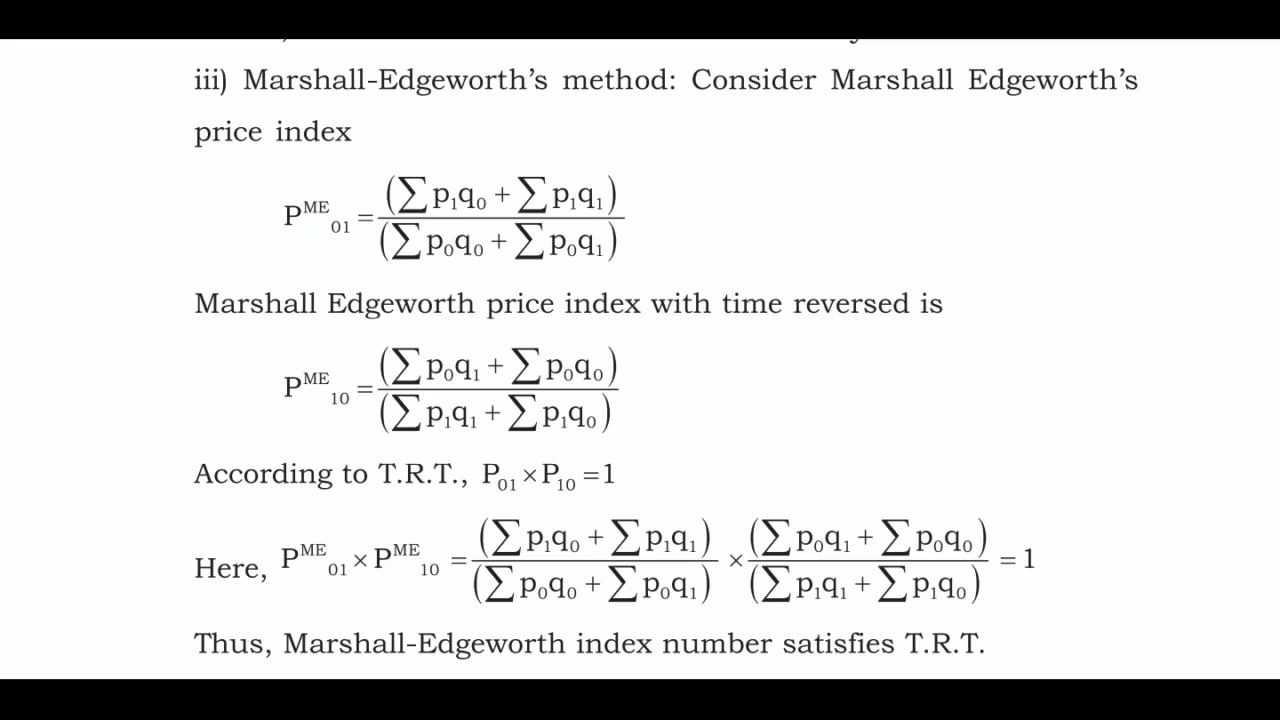 iii) Marshall-Edgeworth’s method: Consider Marshall Edgeworth’s
price index
P^ME_01 = (∑p₁q₀ + ∑p₁q₁) / (∑p₀q₀ + ∑p₀q₁)
Marshall Edgeworth price index with time reversed is
P^ME_10 = (∑p₀q₁ + ∑p₀q₀) / (∑p₁q₁ + ∑p₁q₀)
According to T.R.T., P₀₁ × P₁₀ = 1
Here, P^ME_01 × P^ME_10 = (∑p₁q₀ + ∑p₁q₁) / (∑p₀q₀ + ∑p₀q₁) × (∑p₀q₁ + ∑p₀q₀) / (∑p₁q₁ + ∑p₁q₀) = 1
Thus, Marshall-Edgeworth index number satisfies T.R.T.